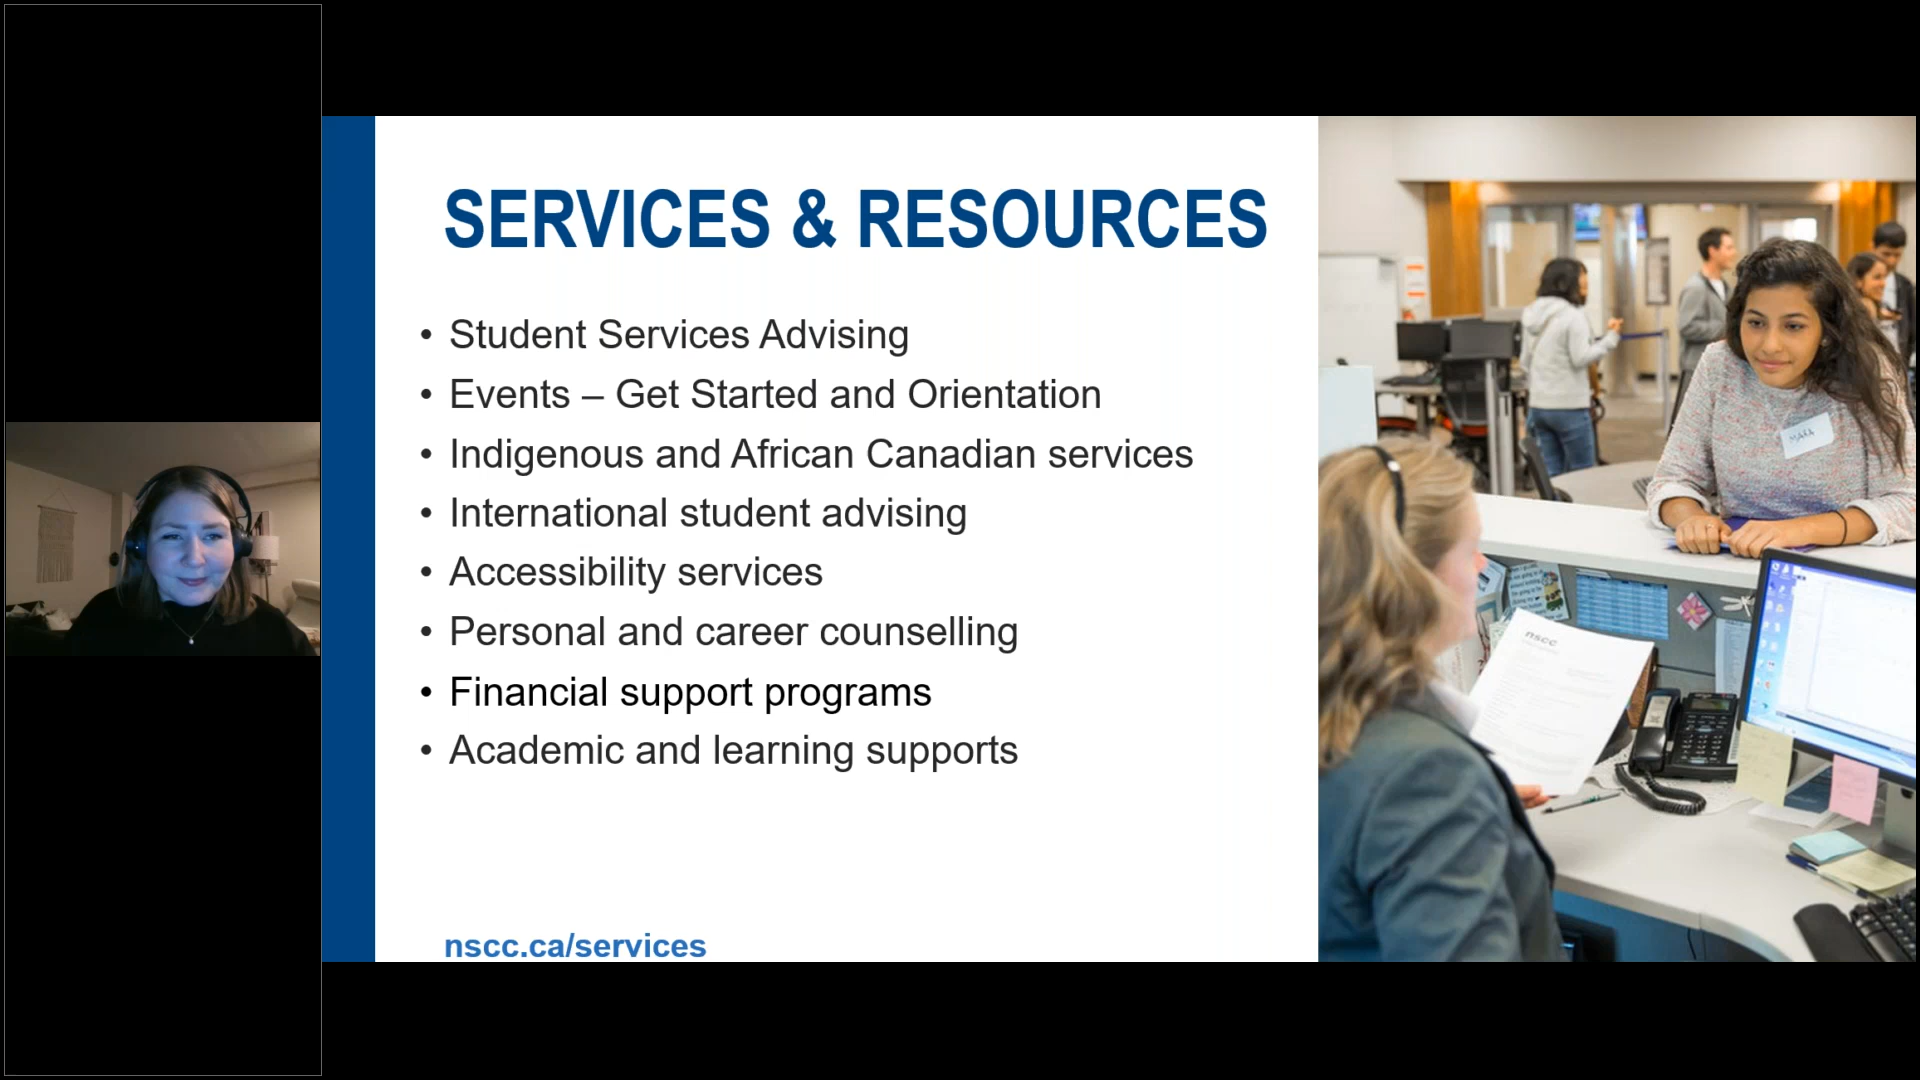 SERVICES & RESOURCES
• Student Services Advising
• Events – Get Started and Orientation
• Indigenous and African Canadian services
• International student advising
• Accessibility services
• Personal and career counselling
• Financial support programs
• Academic and learning supports
nscc.ca/services
nscc